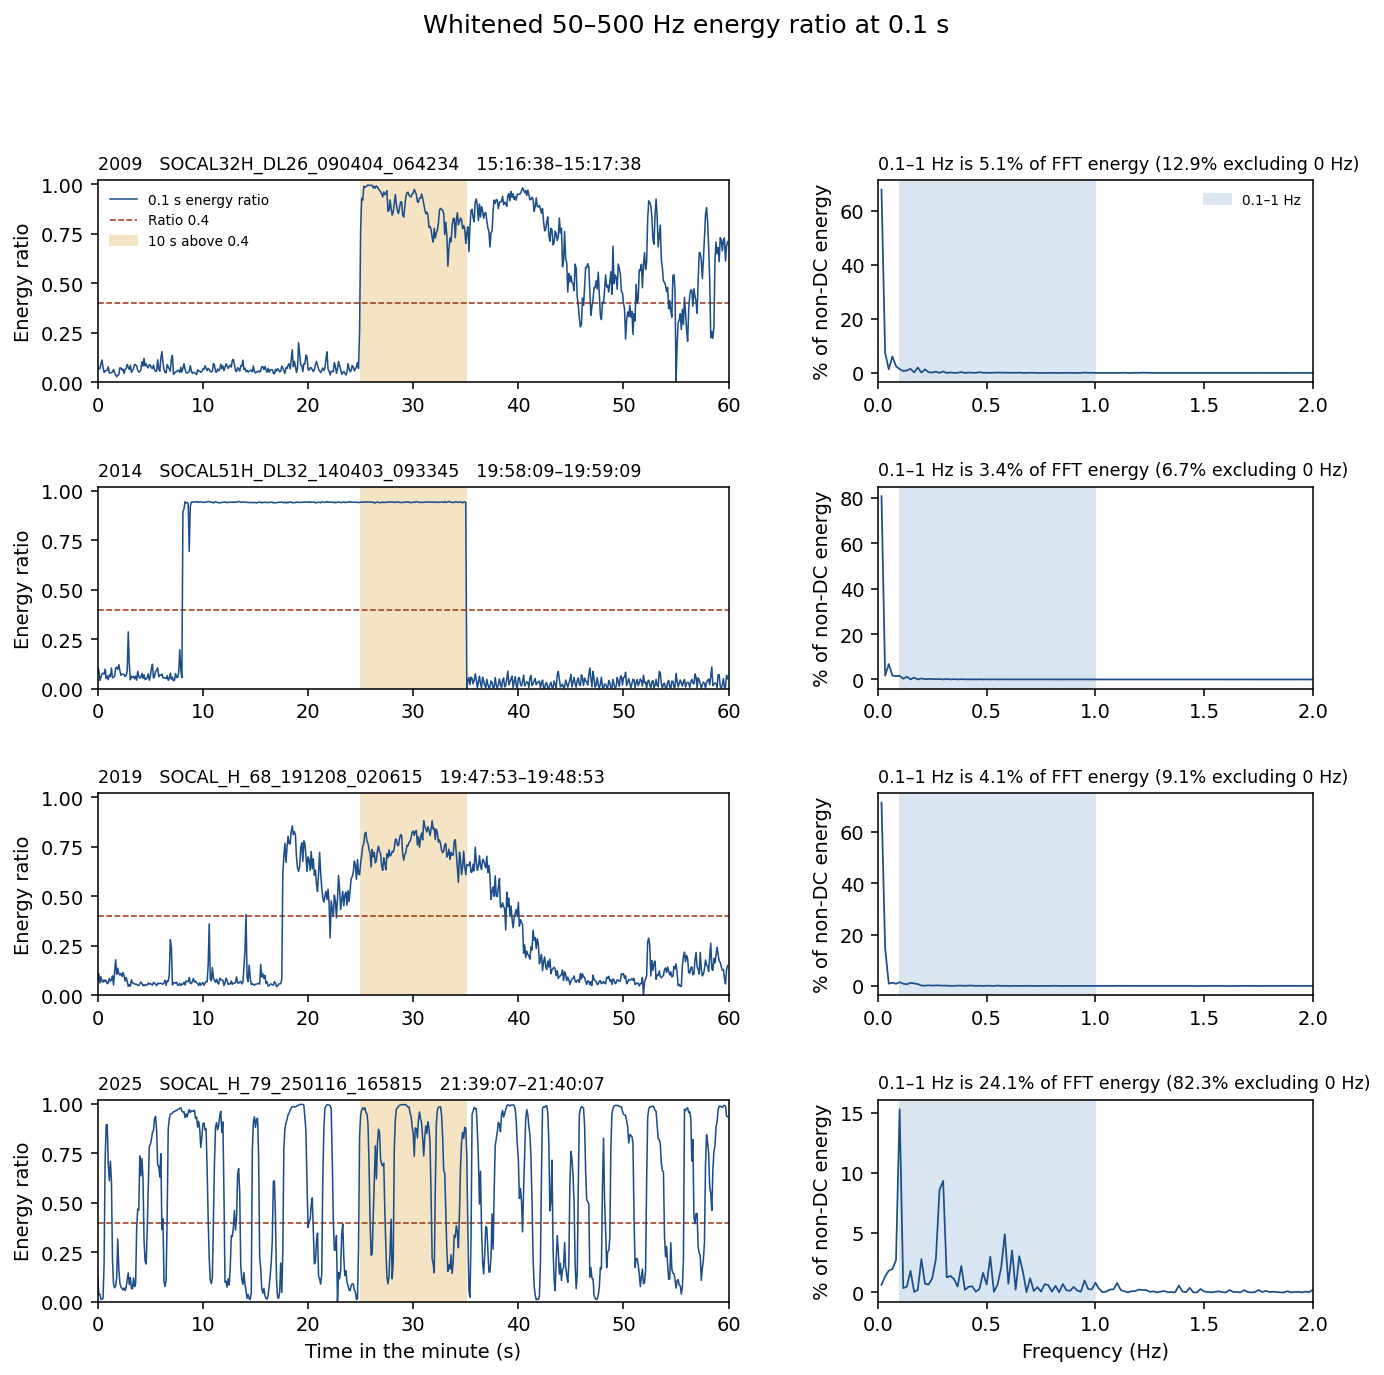 Whitened 50–500 Hz energy ratio at 0.1 s
2009   SOCAL32H_DL26_090404_064234   15:16:38–15:17:38
Energy ratio
1.00
0.75
0.50
0.25
0.00
0.1 s energy ratio
Ratio 0.4
10 s above 0.4
0 10 20 30 40 50 60
0.1–1 Hz is 5.1% of FFT energy (12.9% excluding 0 Hz)
% of non-DC energy
60
40
20
0
0.1–1 Hz
0.0 0.5 1.0 1.5 2.0
2014   SOCAL51H_DL32_140403_093345   19:58:09–19:59:09
Energy ratio
1.00
0.75
0.50
0.25
0.00
0 10 20 30 40 50 60
0.1–1 Hz is 3.4% of FFT energy (6.7% excluding 0 Hz)
% of non-DC energy
80
60
40
20
0
0.0 0.5 1.0 1.5 2.0
2019   SOCAL_H_68_191208_020615   19:47:53–19:48:53
Energy ratio
1.00
0.75
0.50
0.25
0.00
0 10 20 30 40 50 60
0.1–1 Hz is 4.1% of FFT energy (9.1% excluding 0 Hz)
% of non-DC energy
60
40
20
0
0.0 0.5 1.0 1.5 2.0
2025   SOCAL_H_79_250116_165815   21:39:07–21:40:07
Energy ratio
1.00
0.75
0.50
0.25
0.00
0 10 20 30 40 50 60
Time in the minute (s)
0.1–1 Hz is 24.1% of FFT energy (82.3% excluding 0 Hz)
% of non-DC energy
15
10
5
0
0.0 0.5 1.0 1.5 2.0
Frequency (Hz)